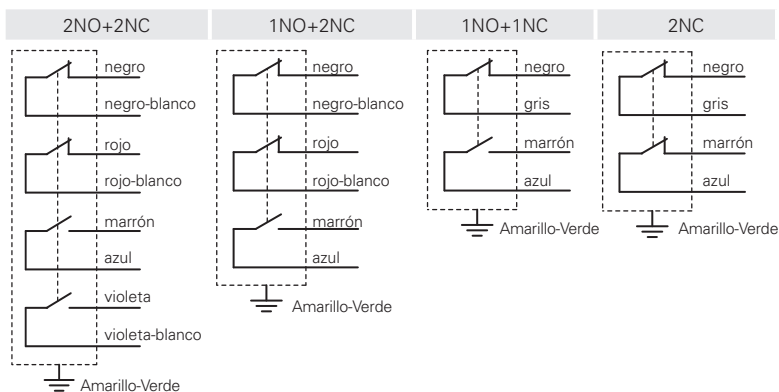 2NO+2NC
negro
negro-blanco
rojo
rojo-blanco
marrón
azul
violeta
violeta-blanco
Amarillo-Verde
1NO+2NC
negro
negro-blanco
rojo
rojo-blanco
marrón
azul
Amarillo-Verde
1NO+1NC
negro
gris
marrón
azul
Amarillo-Verde
2NC
negro
gris
marrón
azul
Amarillo-Verde